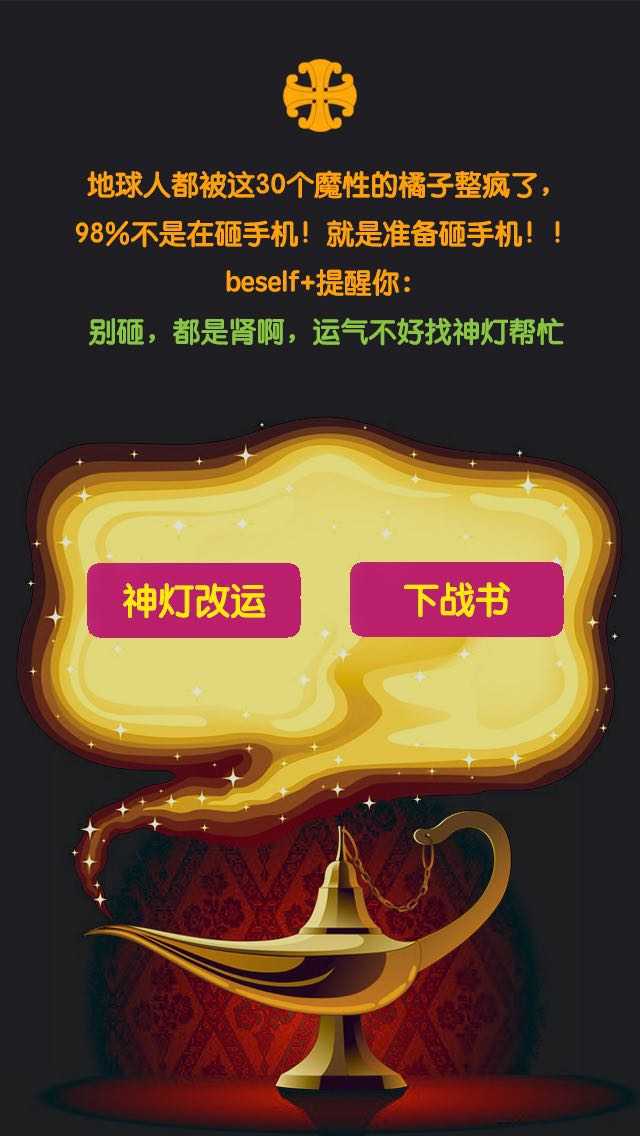 地球人都被这30个魔性的橘子整疯了，
98%不是在砸手机！就是准备砸手机！！
beself+提醒你：
别砸，都是肾啊，运气不好找神灯帮忙
神灯改运
下战书